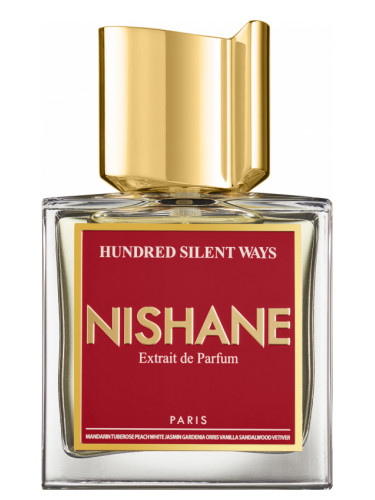 HUNDRED SILENT WAYS
NISHANE
Extrait de Parfum
PARIS
MANDARIN TUBEROSE PEACH WHITE JASMIN GARDENIA ORRIS VANILLA SANDALWOOD VETIVER